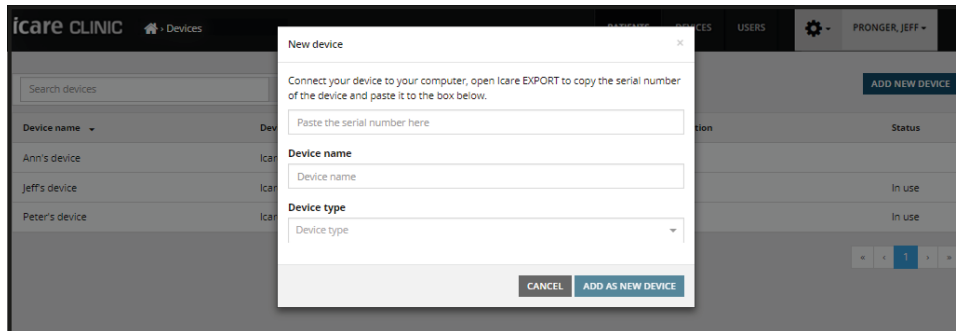 icare CLINIC
Devices
PATIENTS DEVICES USERS
PRONGER, JEFF
New device
×
Search devices
ADD NEW DEVICE
Connect your device to your computer, open Icare EXPORT to copy the serial number
of the device and paste it to the box below.
Paste the serial number here
Device name
Status
Ann's device
Jeff's device
In use
Peter's device
In use
Device name
Device name
Device type
Device type
« ‹ 1 › »
CANCEL
ADD AS NEW DEVICE